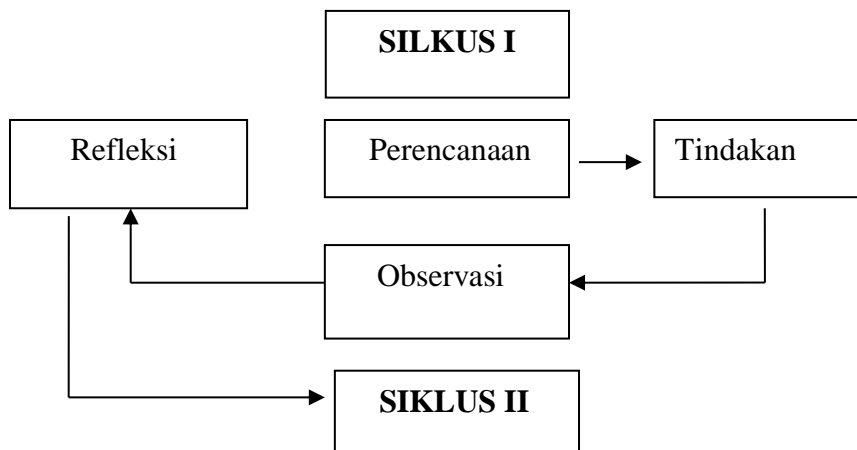 SILKUS I
Refleksi
Perencanaan
Tindakan
Observasi
SIKLUS II